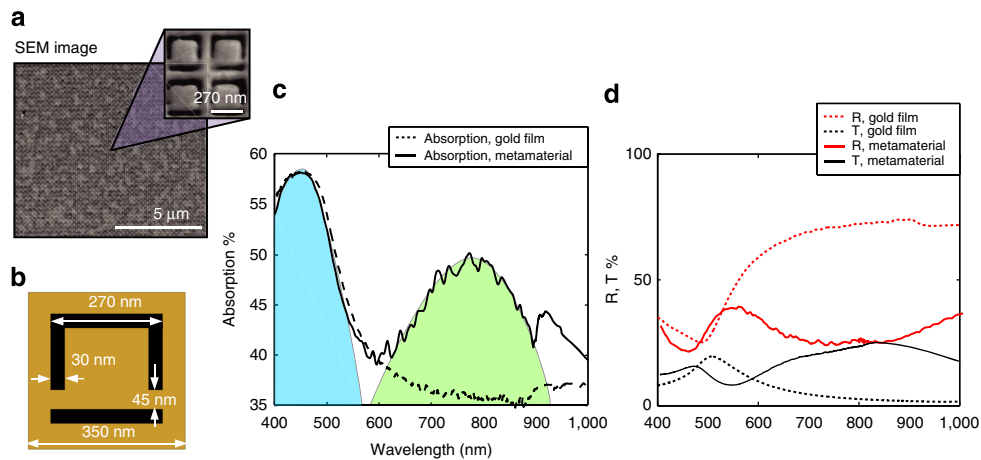 a
SEM image
270 nm
5 μm
b
270 nm
30 nm
45 nm
350 nm
c
Absorption, gold film
Absorption, metamaterial
60
55
50
45
40
35
Absorption %
400 500 600 700 800 900 1,000
Wavelength (nm)
d
R, gold film
T, gold film
R, metamaterial
T, metamaterial
100
50
0
R, T %
400 500 600 700 800 900 1,000